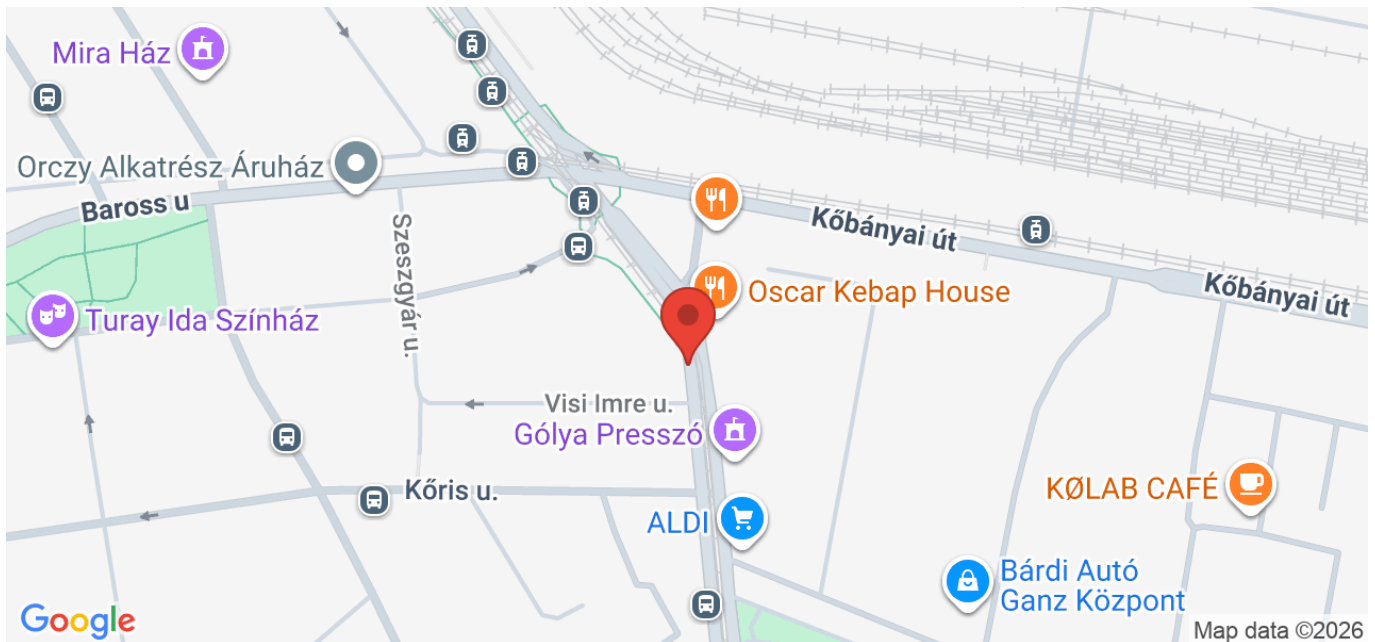 Mira Ház
Orczy Alkatrész Áruház
Baross u
Szeszgyár u.
Kőbányai út
Kőbányai út
Oscar Kebap House
Turay Ida Színház
Visi Imre u.
Gólya Presszó
Kőris u.
KØLAB CAFÉ
ALDI
Bárdi Autó
Ganz Központ
Google
Map data ©2026